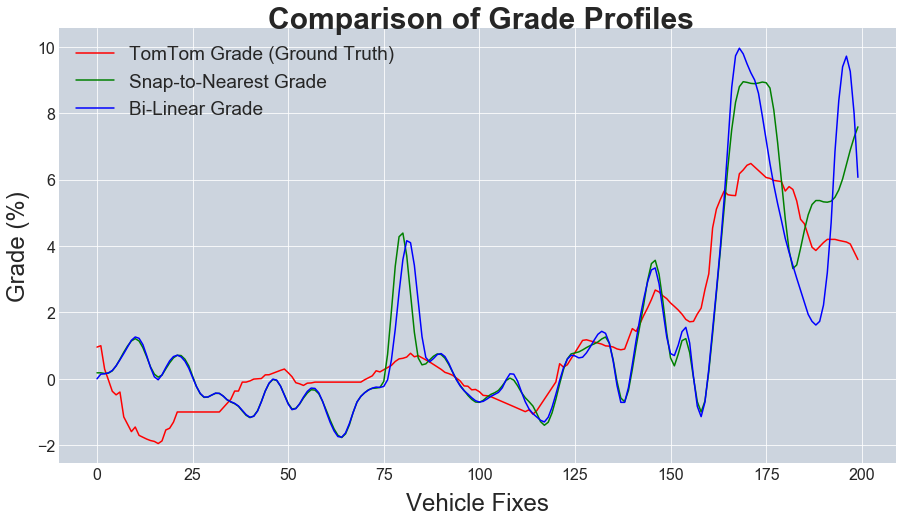 Comparison of Grade Profiles
TomTom Grade (Ground Truth)
Snap-to-Nearest Grade
Bi-Linear Grade
Grade (%)
10
8
6
4
2
0
−2
0 25 50 75 100 125 150 175 200
Vehicle Fixes